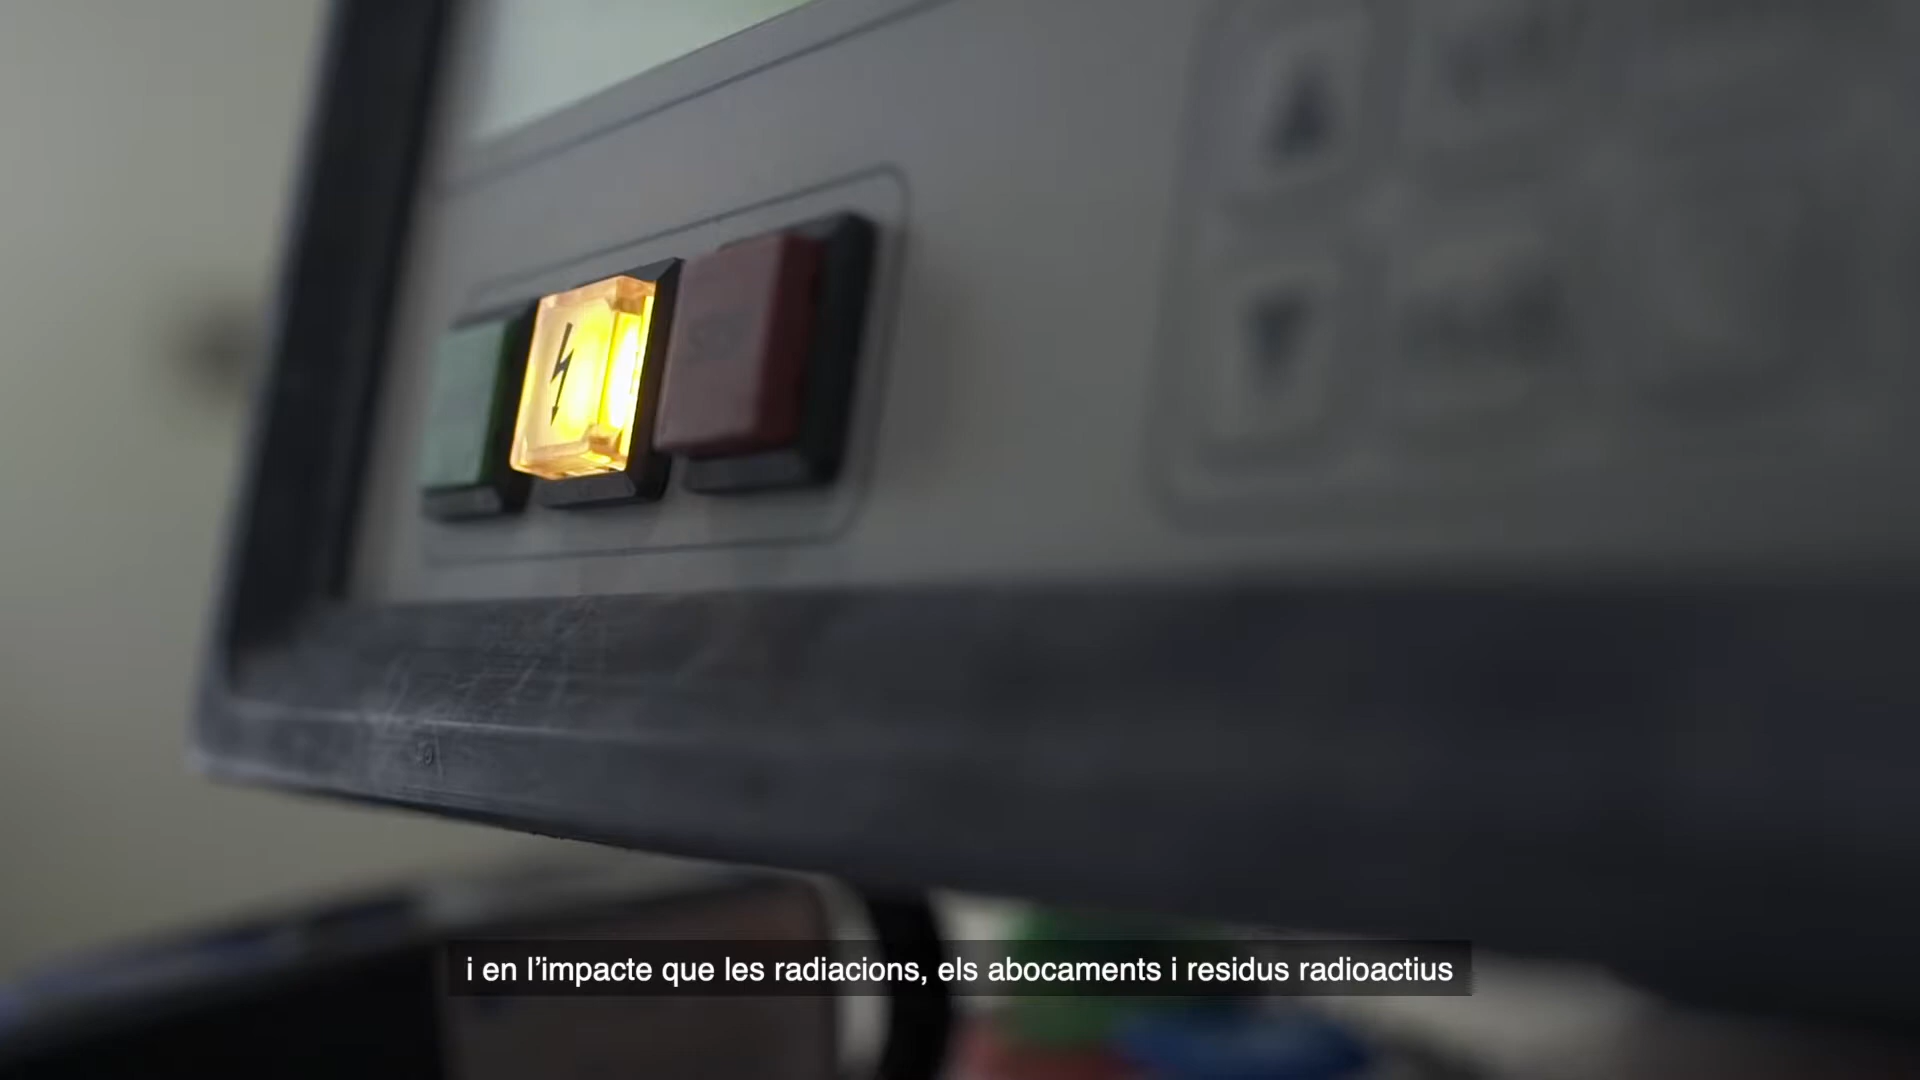 i en l’impacte que les radiacions, els abocaments i residus radioactius